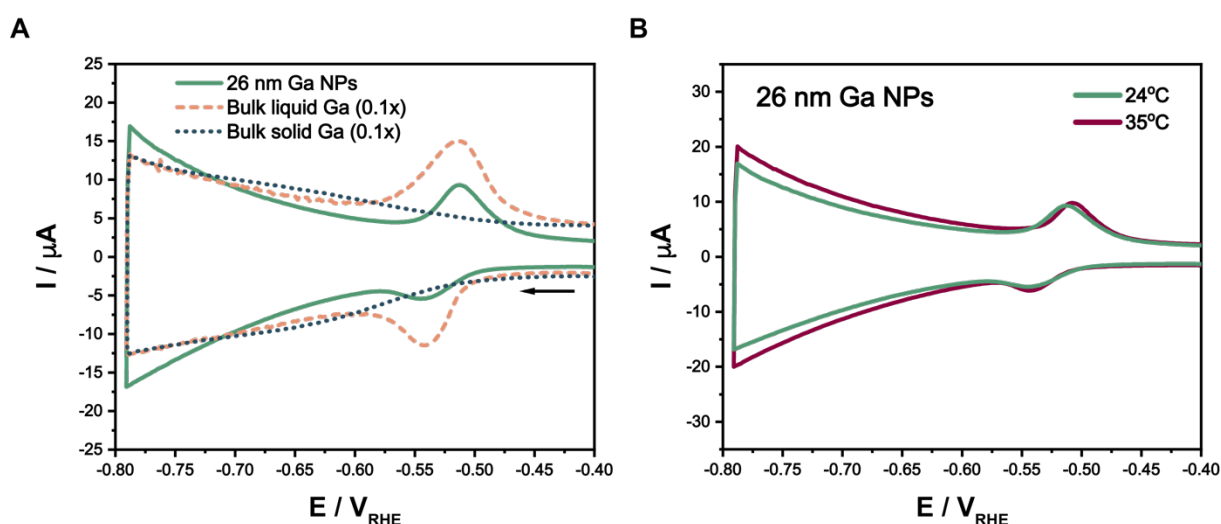 A
B
26 nm Ga NPs
Bulk liquid Ga (0.1x)
Bulk solid Ga (0.1x)
26 nm Ga NPs
24ºC
35ºC
25
20
15
10
5
0
-5
-10
-15
-20
-25
I / µA
-0.80 -0.75 -0.70 -0.65 -0.60 -0.55 -0.50 -0.45 -0.40
E / VRHE
30
20
10
0
-10
-20
-30
I / µA
-0.80 -0.75 -0.70 -0.65 -0.60 -0.55 -0.50 -0.45 -0.40
E / VRHE